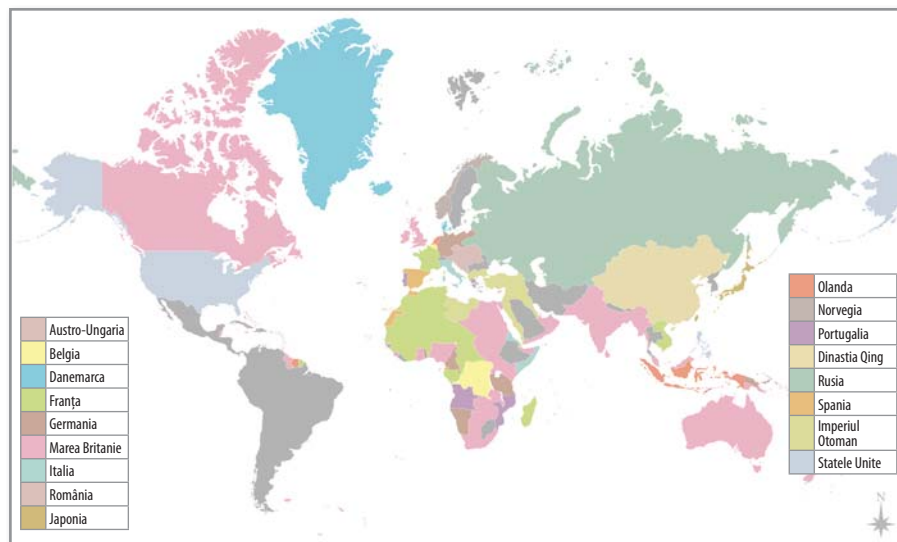 Austro-Ungaria
Belgia
Danemarca
Franța
Germania
Marea Britanie
Italia
România
Japonia
Olanda
Norvegia
Portugalia
Dinastia Qing
Rusia
Spania
Imperiul
Otoman
Statele Unite
N